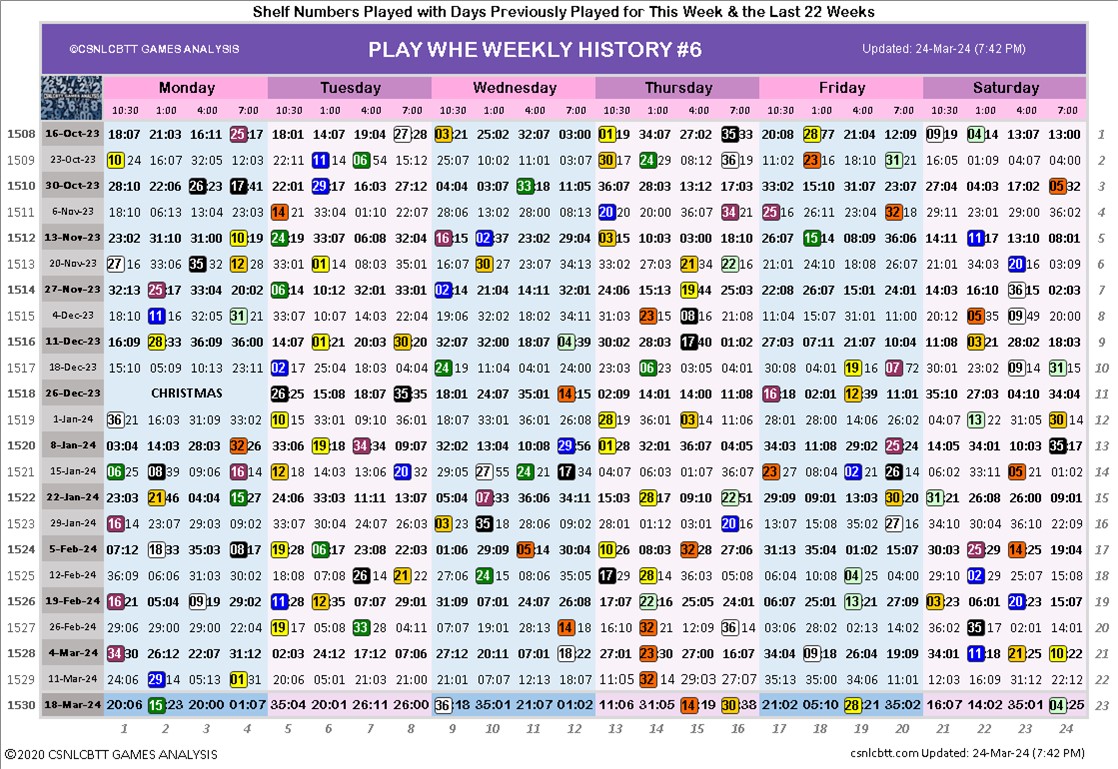 Shelf Numbers Played with Days Previously Played for This Week & the Last 22 Weeks
©CSNLCBTT GAMES ANALYSIS PLAY WHE WEEKLY HISTORY #6 Updated: 24-Mar-24 (7:42 PM)
Monday Tuesday Wednesday Thursday Friday Saturday
10:30 1:00 4:00 7:00 10:30 1:00 4:00 7:00 10:30 1:00 4:00 7:00 10:30 1:00 4:00 7:00 10:30 1:00 4:00 7:00 10:30 1:00 4:00 7:00
1508 16-Oct-23 18:07 21:03 16:11 25:17 18:01 14:07 19:04 27:28 03:21 25:02 32:07 03:00 01:19 34:07 27:02 35:33 20:08 28:77 21:04 12:09 09:19 04:14 13:07 13:00 1
1509 23-Oct-23 10:24 16:07 32:05 12:03 22:11 11:14 06:54 15:12 25:07 10:02 11:01 03:07 30:17 24:29 08:12 36:19 11:02 23:16 18:10 31:21 16:05 01:09 04:07 04:00 2
1510 30-Oct-23 28:10 22:06 26:23 17:41 22:01 29:17 16:03 27:12 04:04 03:07 33:18 11:05 36:07 28:03 13:12 17:03 33:02 15:10 31:07 23:07 27:04 04:03 17:02 05:32 3
1511 6-Nov-23 18:10 06:13 13:04 23:03 14:21 33:04 01:10 22:07 28:06 13:02 28:00 08:13 20:20 20:00 36:07 34:21 25:16 26:11 23:04 32:18 29:11 23:01 29:00 36:02 4
1512 13-Nov-23 23:02 31:10 31:00 10:19 24:19 33:07 06:08 32:04 16:15 02:37 23:02 29:04 03:15 10:03 03:00 18:10 26:07 15:14 08:09 36:06 14:11 11:17 13:10 08:01 5
1513 20-Nov-23 27:16 33:06 35:32 12:28 33:01 01:14 08:03 35:01 16:07 30:27 23:07 34:13 33:02 27:03 15:34 22:16 21:01 24:10 18:08 26:07 21:01 34:03 20:16 03:09 6
1514 27-Nov-23 32:13 25:17 33:04 20:02 06:14 10:12 32:01 33:01 02:14 21:04 14:11 32:01 24:06 15:13 19:44 25:03 22:08 26:07 15:01 24:01 14:03 24:07 36:15 02:03 7
1515 4-Dec-23 18:10 11:16 32:05 31:21 33:07 10:07 14:03 22:04 19:06 32:02 18:02 34:11 35:13 23:15 08:16 21:08 11:04 15:07 31:01 11:00 20:12 05:35 09:49 20:00 8
1516 11-Dec-23 16:09 28:33 36:09 36:00 14:07 01:21 20:03 30:20 32:07 32:00 18:07 04:39 30:02 28:03 17:40 01:02 27:03 07:11 21:07 10:04 11:08 03:21 28:02 18:03 9
1517 18-Dec-23 15:10 05:09 10:13 23:11 02:17 25:04 18:03 04:03 24:19 11:10 04:01 24:00 23:03 06:23 03:05 04:01 30:08 04:01 19:16 07:72 30:01 23:02 09:14 31:15 10
1518 26-Dec-23 CHRISTMAS 26:25 15:08 18:07 35:35 18:01 24:07 31:05 14:15 02:09 14:01 14:00 11:08 16:18 02:01 12:39 11:01 35:10 27:03 04:10 34:04 11
1519 1-Jan-24 36:21 16:03 31:09 33:02 10:15 33:01 09:10 36:01 18:07 02:07 22:08 31:07 28:19 12:36 03:14 11:06 08:04 19:06 20:12 26:02 04:07 13:22 31:05 30:14 12
1520 8-Jan-24 03:04 14:03 28:03 32:26 33:06 19:18 34:34 09:07 32:02 13:04 10:08 29:56 01:28 32:01 36:07 04:05 34:03 11:08 29:02 25:24 14:05 34:01 10:03 35:17 13
1521 15-Jan-24 06:25 08:39 09:06 16:14 12:18 14:03 13:06 20:32 29:05 27:55 24:21 17:34 04:07 06:03 01:07 36:07 23:27 08:04 02:21 26:14 06:02 33:11 05:21 01:02 14
1522 22-Jan-24 23:03 21:46 04:04 15:27 24:06 33:03 11:11 13:07 05:04 07:33 36:06 34:11 15:03 28:17 09:10 22:51 29:09 09:01 13:03 30:20 31:21 26:08 26:00 09:01 15
1523 29-Jan-24 16:14 23:07 29:03 09:02 33:07 30:04 24:07 26:03 03:23 35:18 28:06 09:02 28:01 01:12 03:01 20:16 13:07 15:08 35:02 27:16 34:10 30:04 36:10 22:09 16
1524 5-Feb-24 07:12 18:33 35:03 08:17 19:28 06:17 23:08 22:03 01:06 29:09 05:14 30:04 10:26 08:03 32:28 27:06 31:13 35:04 01:02 15:07 30:03 25:29 14:25 19:04 17
1525 12-Feb-24 36:09 06:06 31:03 30:02 18:08 07:08 26:14 21:22 27:06 24:15 08:06 35:05 17:29 28:14 36:03 05:08 06:04 10:08 04:25 04:00 29:10 02:29 25:07 15:08 18
1526 19-Feb-24 16:21 05:04 09:19 29:02 11:28 12:35 07:07 29:01 31:09 07:01 24:07 26:08 17:07 22:16 25:05 24:01 06:07 25:01 13:21 27:09 03:23 06:01 20:23 15:07 19
1527 26-Feb-24 29:06 29:00 29:00 22:04 19:17 05:08 33:28 21:11 07:07 19:01 28:13 14:18 16:12 32:21 12:09 36:14 03:06 28:02 02:13 14:02 36:02 35:17 02:01 14:01 20
1528 4-Mar-24 34:30 26:12 22:07 31:12 02:03 24:12 17:12 07:06 27:12 20:11 07:01 18:22 27:01 23:30 27:00 16:07 34:04 09:18 26:04 19:09 34:01 11:18 21:25 10:22 21
1529 11-Mar-24 24:06 29:14 05:13 01:31 20:06 05:01 21:03 21:00 21:00 07:07 19:12 18:03 11:05 32:14 29:03 27:07 35:13 35:00 34:06 11:01 12:03 16:09 31:12 22:12 22
1530 18-Mar-24 20:06 15:23 20:00 01:07 35:04 20:01 26:11 26:00 36:18 35:01 21:07 01:02 11:06 31:05 14:19 30:38 21:02 05:10 28:21 35:02 16:07 14:02 35:01 04:25 23
1 2 3 4 5 6 7 8 9 10 11 12 13 14 15 16 17 18 19 20 21 22 23 24
©2020 CSNLCBTT GAMES ANALYSIS csnlcbtt.com Updated: 24-Mar-24 (7:42 PM)